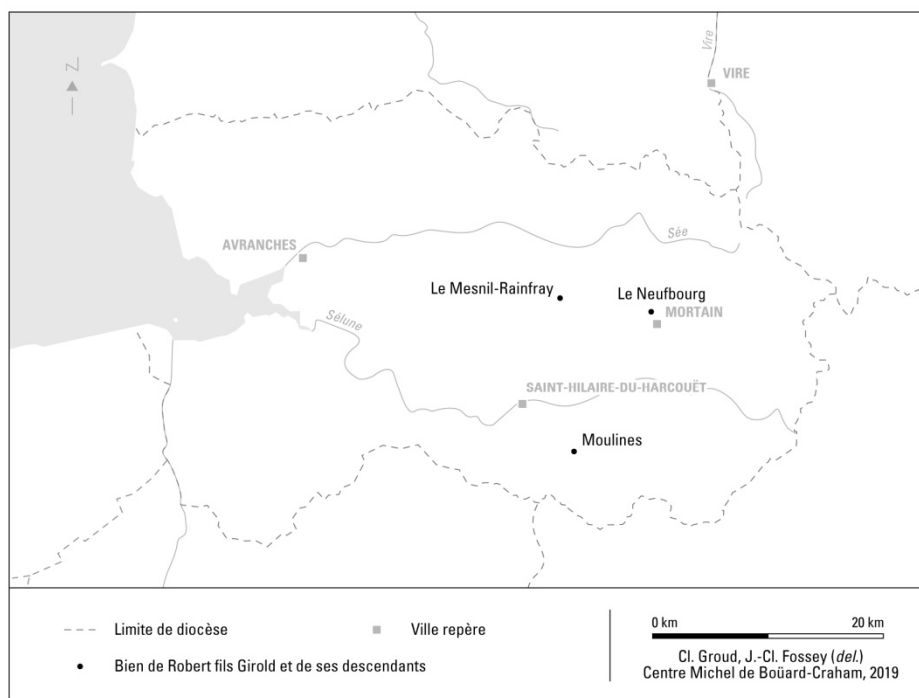 Z
Vire
VIRE
Sée
AVRANCHES
Le Mesnil-Rainfray
Le Neufbourg
MORTAIN
Sélune
SAINT-HILAIRE-DU-HARCOUËT
Moulines
Limite de diocèse
Ville repère
Bien de Robert fils Girold et de ses descendants
0 km 20 km
Cl. Groud, J.-Cl. Fossey (del.)
Centre Michel de Boüard-Craham, 2019